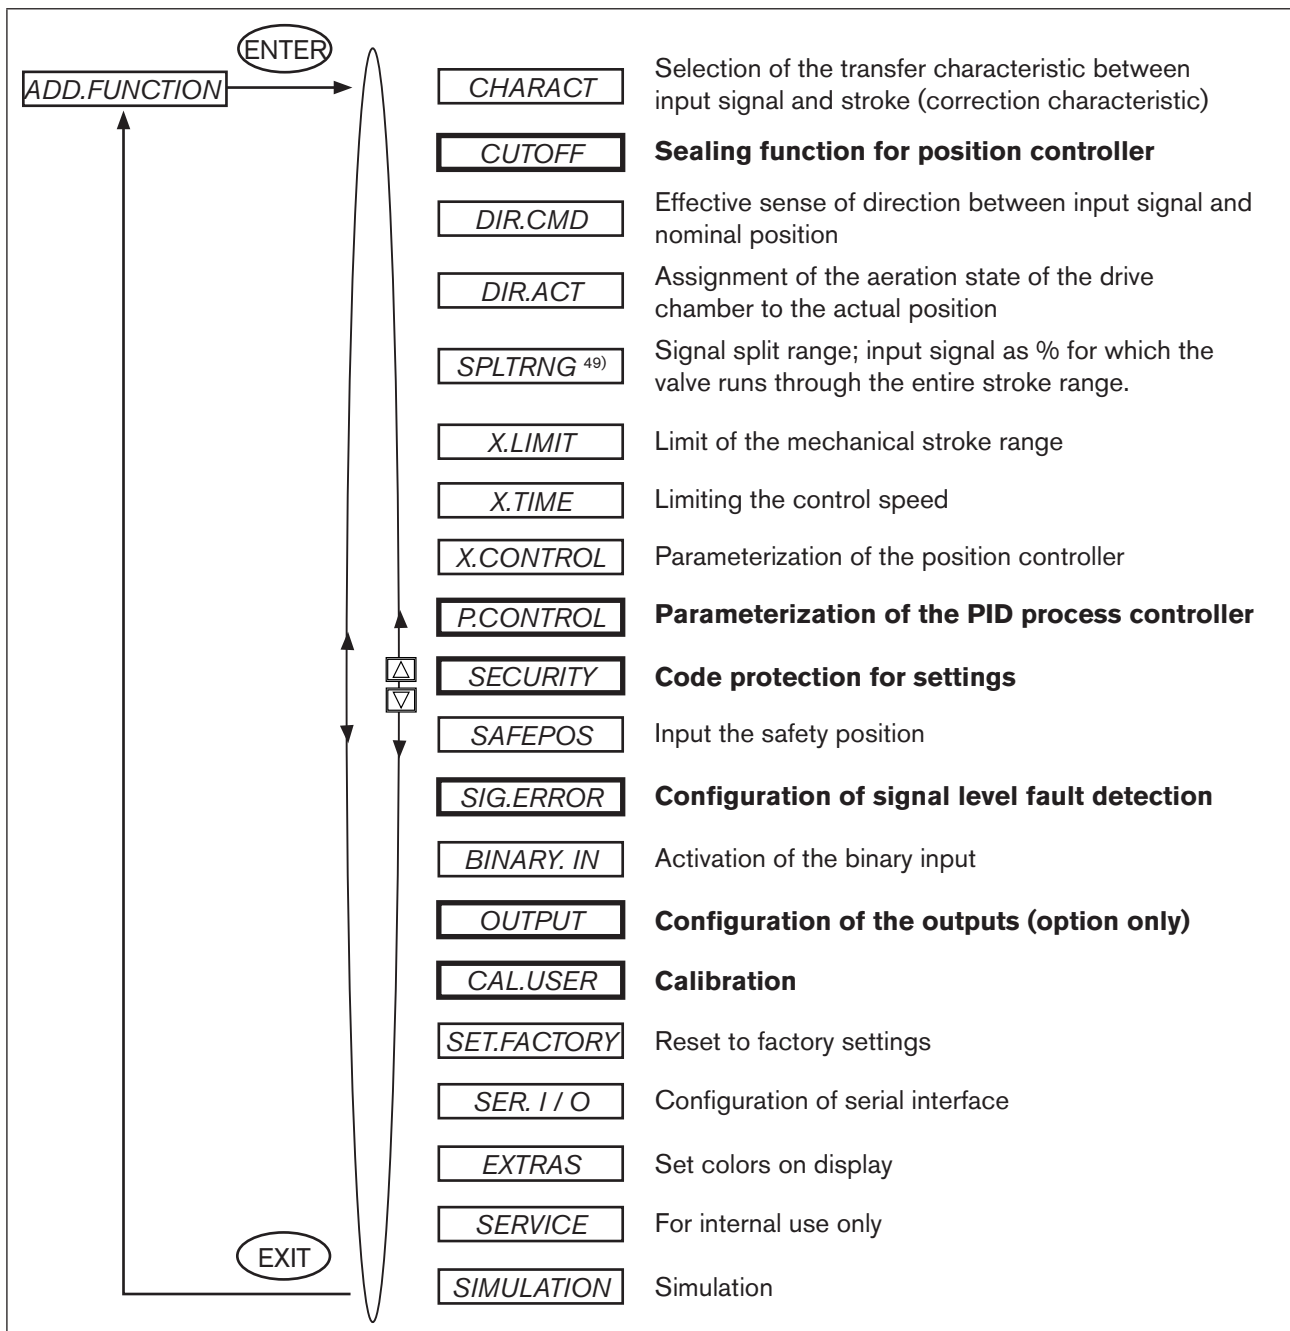 ENTER
ADD.FUNCTION
CHARACT
Selection of the transfer characteristic between
input signal and stroke (correction characteristic)
CUTOFF
Sealing function for position controller
DIR.CMD
Effective sense of direction between input signal and
nominal position
DIR.ACT
Assignment of the aeration state of the drive
chamber to the actual position
SPLTRNG 49)
Signal split range; input signal as % for which the
valve runs through the entire stroke range.
X.LIMIT
Limit of the mechanical stroke range
X.TIME
Limiting the control speed
X.CONTROL
Parameterization of the position controller
P.CONTROL
Parameterization of the PID process controller
SECURITY
Code protection for settings
SAFEPOS
Input the safety position
SIG.ERROR
Configuration of signal level fault detection
BINARY. IN
Activation of the binary input
OUTPUT
Configuration of the outputs (option only)
CAL.USER
Calibration
SET.FACTORY
Reset to factory settings
SER. I / O
Configuration of serial interface
EXTRAS
Set colors on display
SERVICE
For internal use only
EXIT
SIMULATION
Simulation